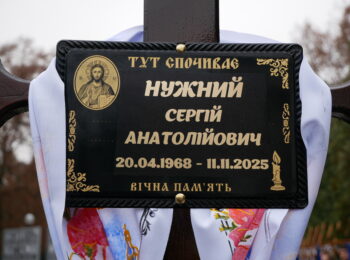 ТУТ СПОЧИВАЄ
НУЖНИЙ
СЕРГІЙ
АНАТОЛІЙОВИЧ
20.04.1968 - 11.11.2025
ВІЧНА ПАМ'ЯТЬ